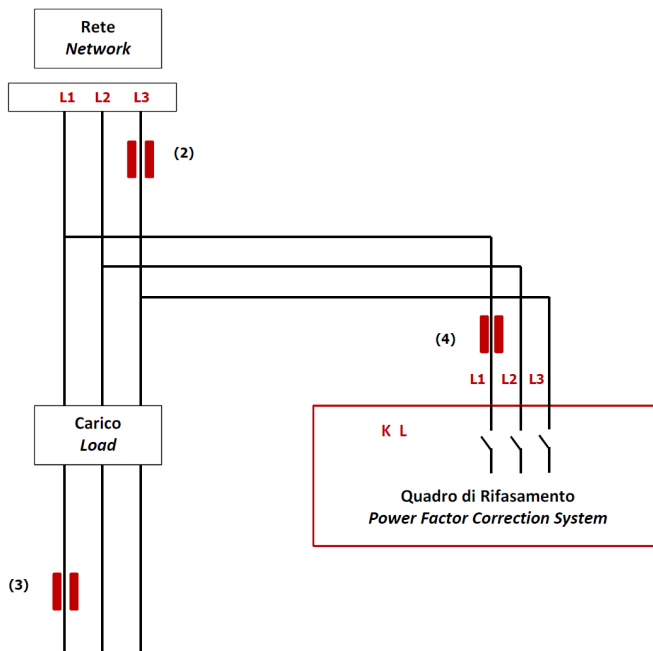 Rete
Network
L1 L2 L3
(2)
(4)
L1 L2 L3
Carico
Load
K L
Quadro di Rifasamento
Power Factor Correction System
(3)